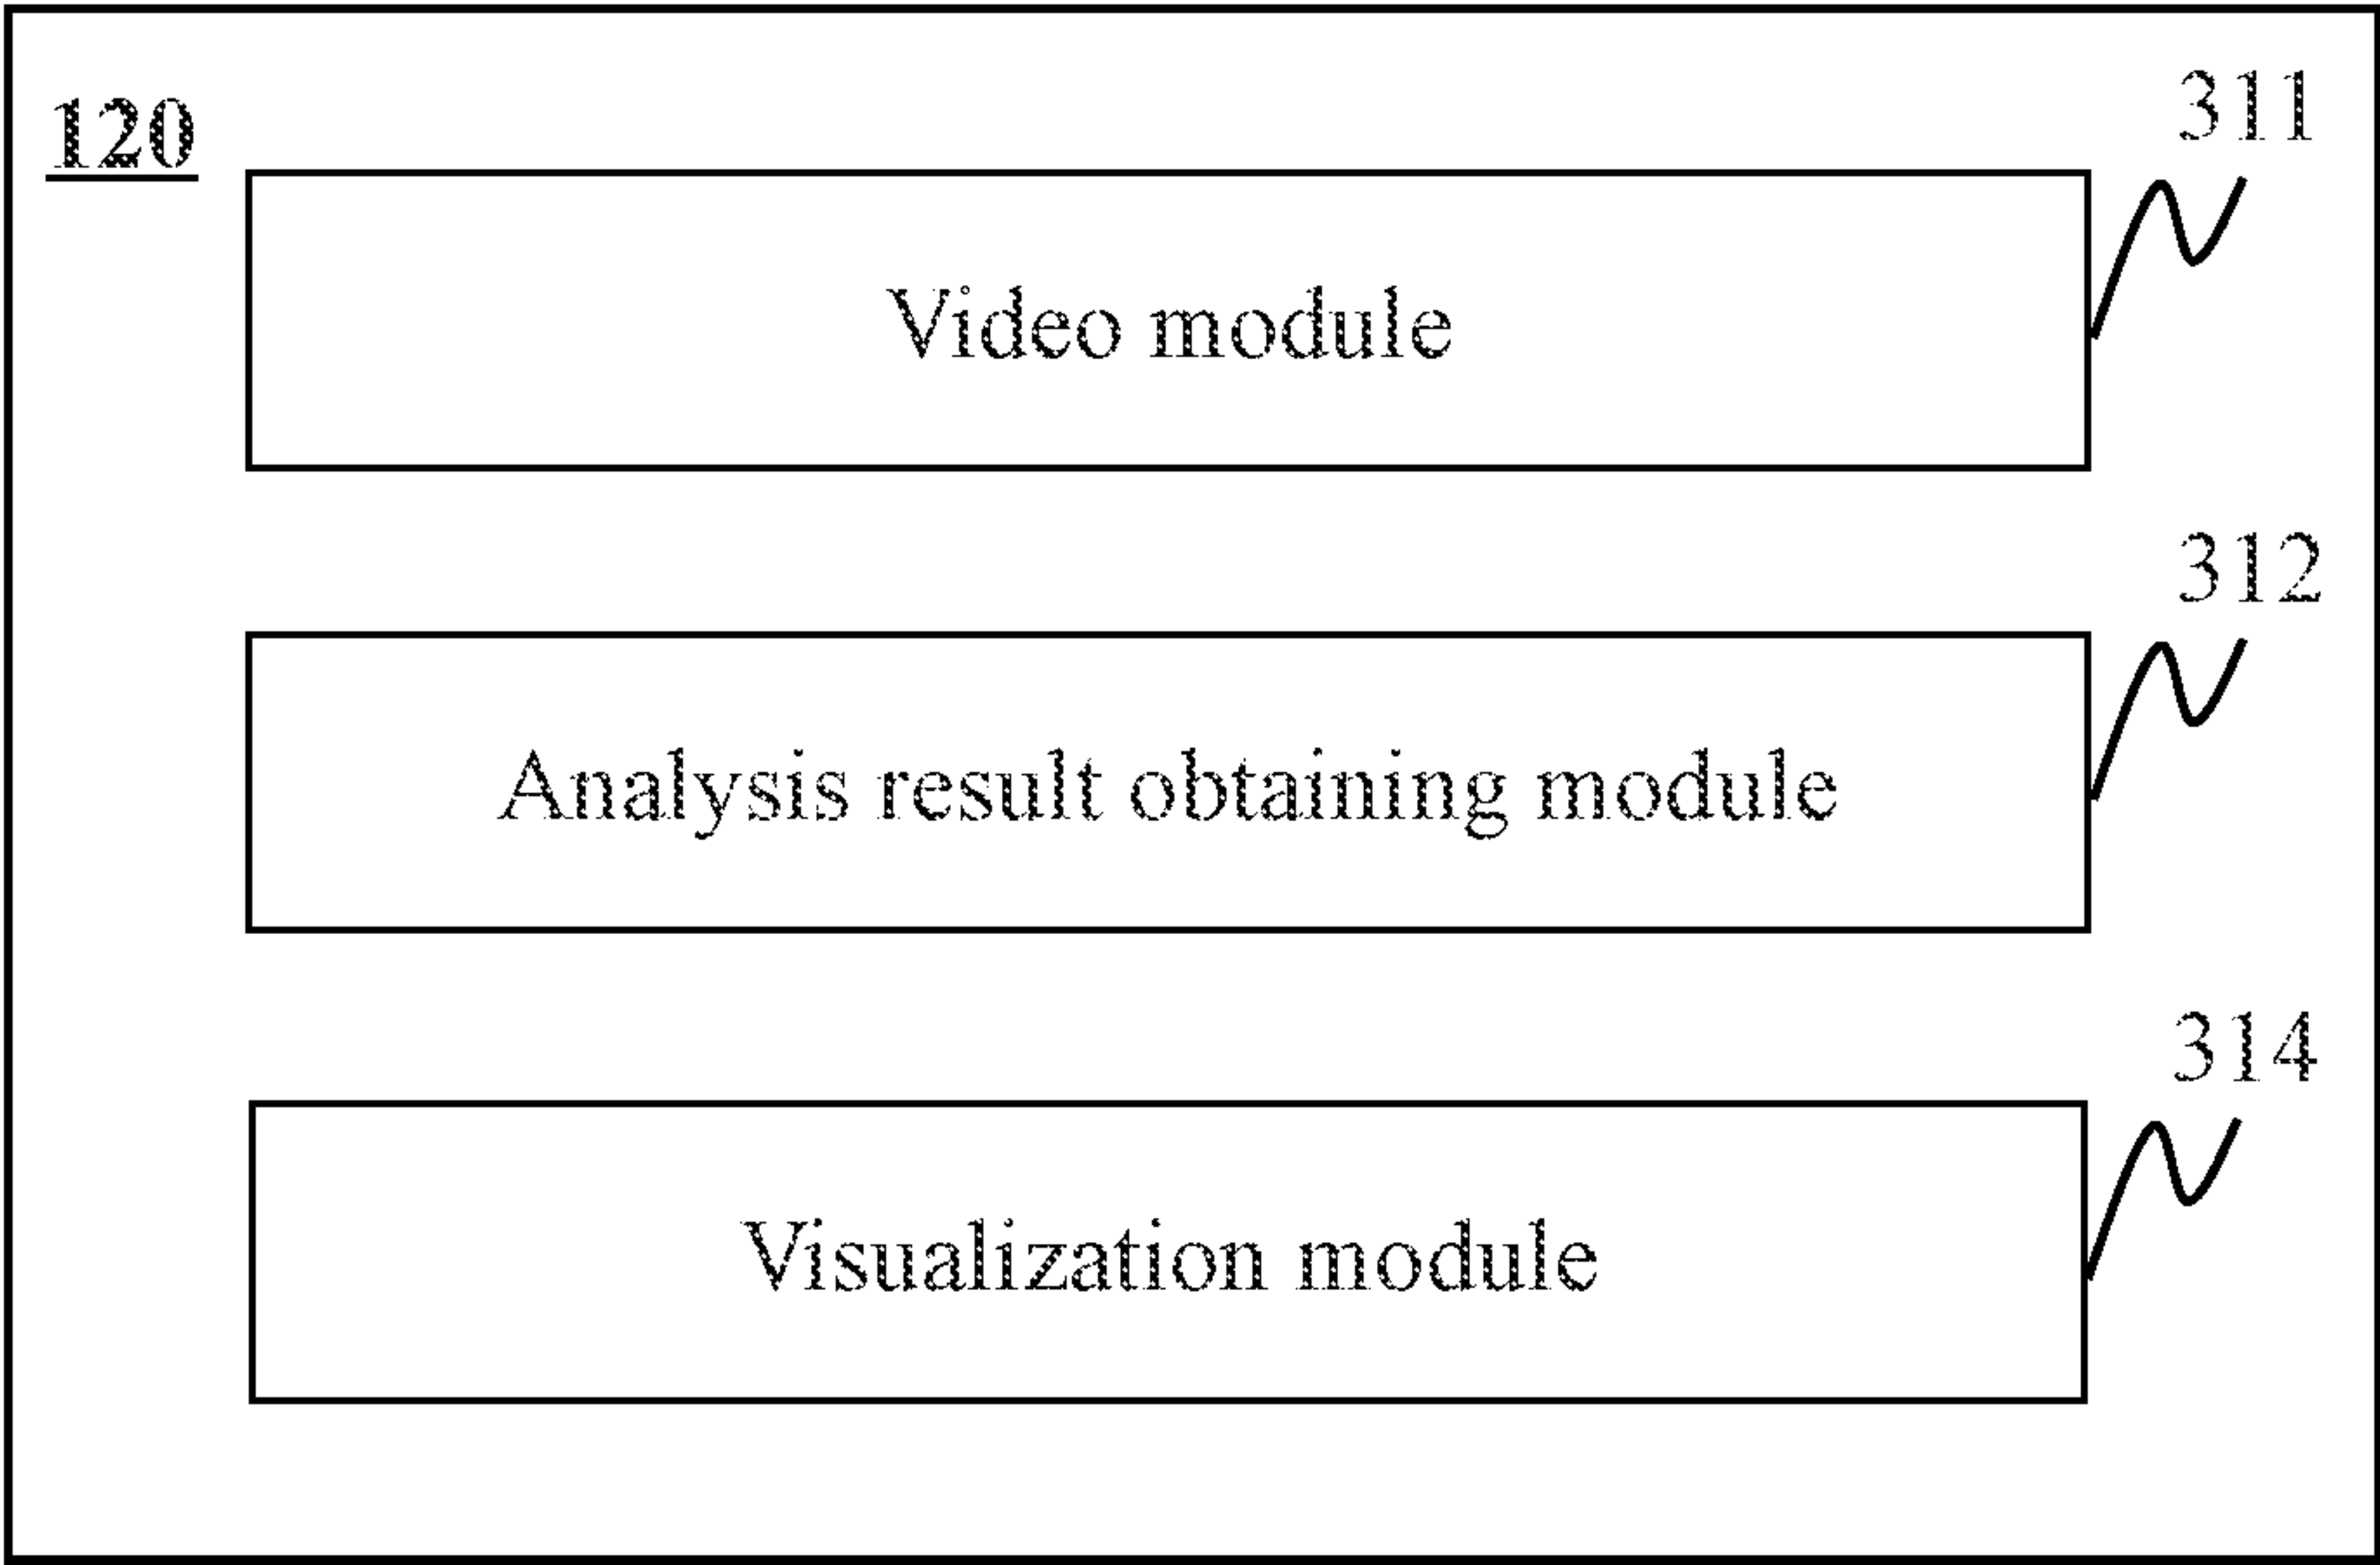 120
311
Video module
312
Analysis result obtaining module
314
Visualization module